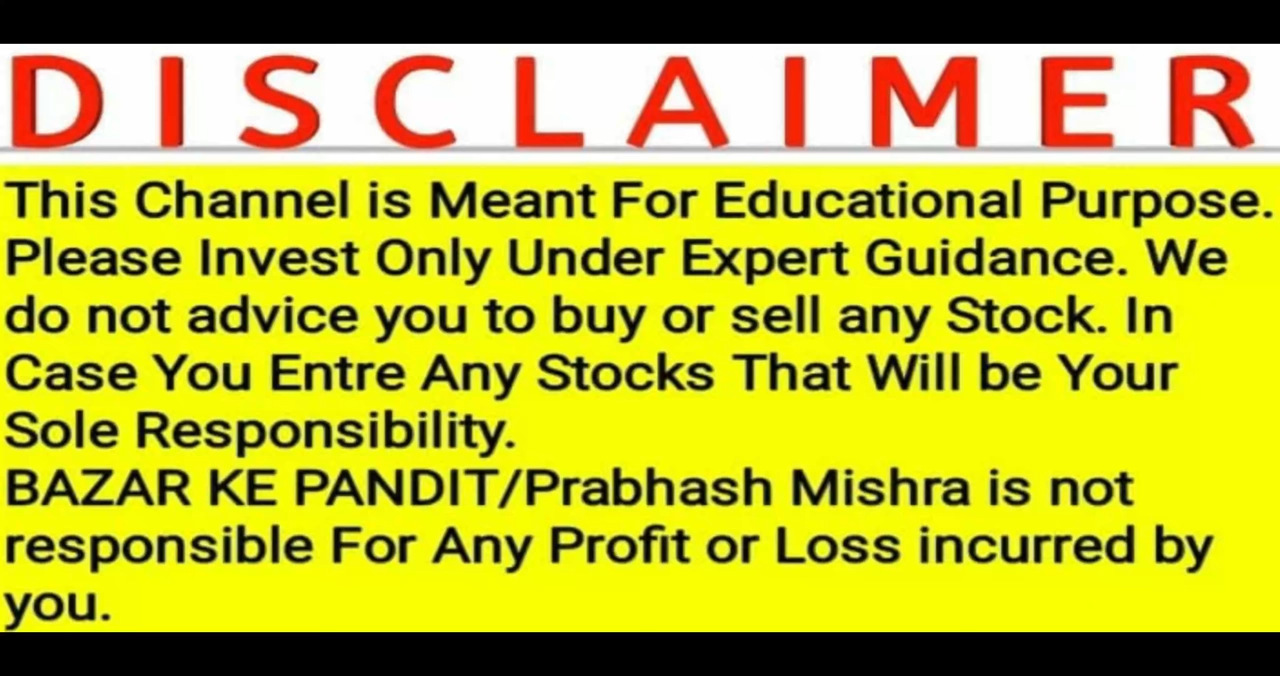 DISCLAIMER
This Channel is Meant For Educational Purpose.
Please Invest Only Under Expert Guidance. We
do not advice you to buy or sell any Stock. In
Case You Entre Any Stocks That Will be Your
Sole Responsibility.
BAZAR KE PANDIT/Prabhash Mishra is not
responsible For Any Profit or Loss incurred by
you.